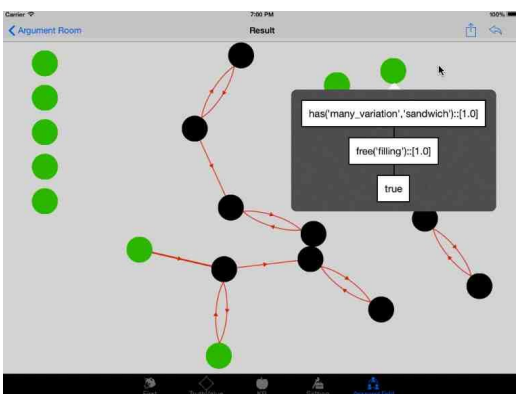 Carrier 7:00 PM 100%
Argument Room Result
has('many_variation','sandwich')::[1.0]
free('filling')::[1.0]
true